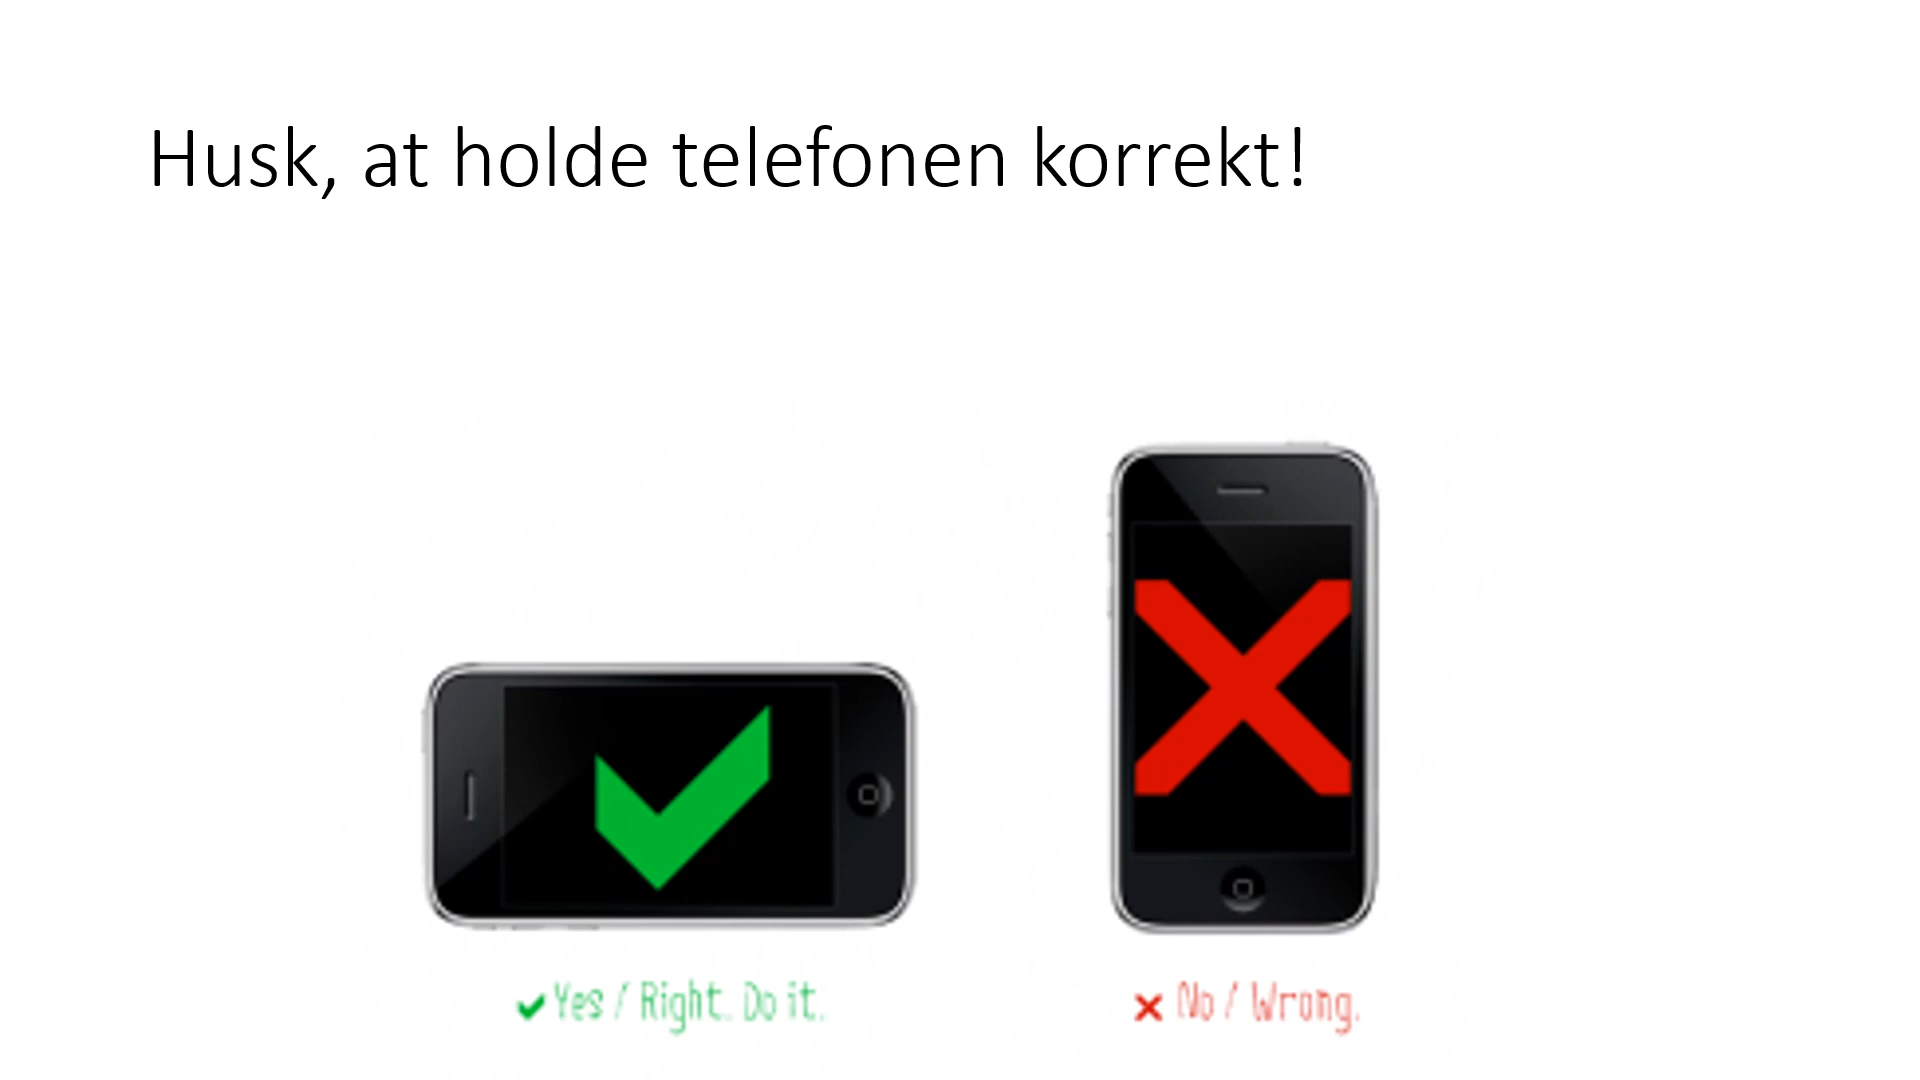 Husk, at holde telefonen korrekt!
Yes / Right. Do it.
No / Wrong.